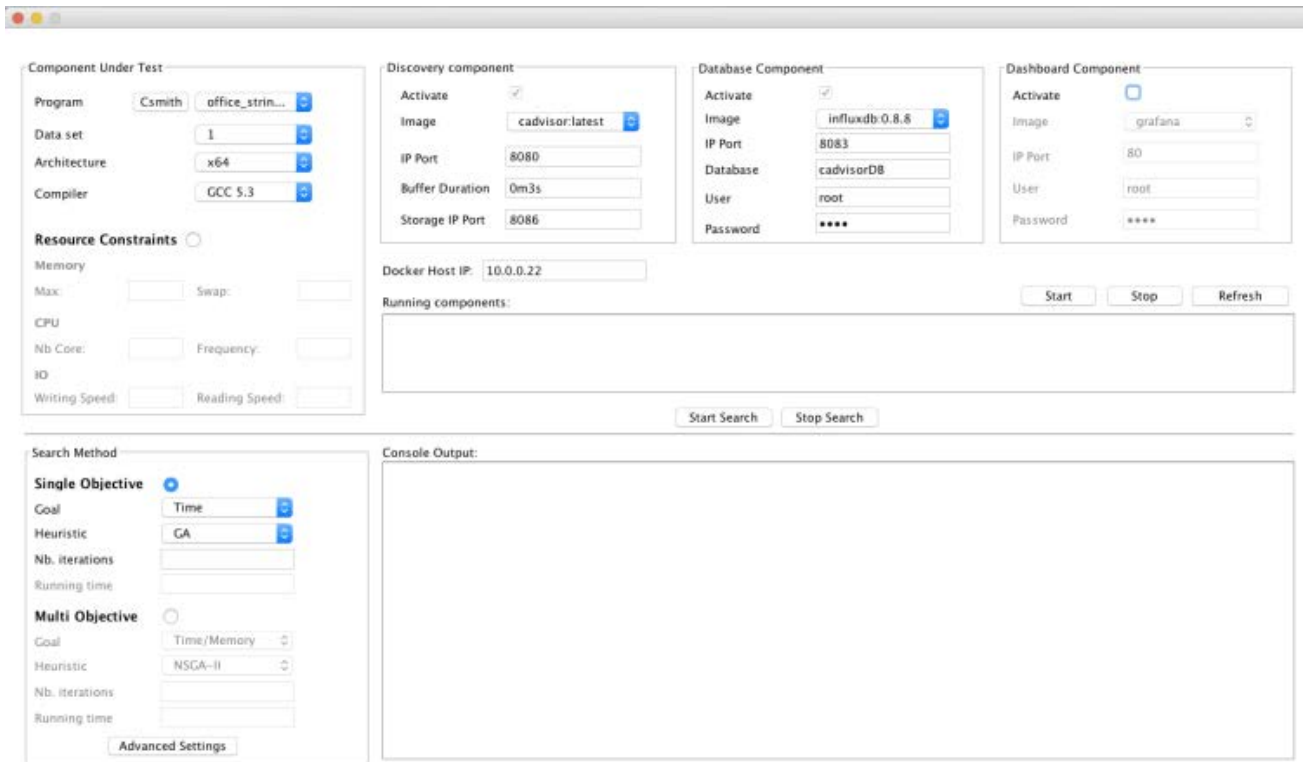 Component Under Test
Program Csmith office_strin...
Data set 1
Architecture x64
Compiler GCC 5.3
Resource Constraints
Memory
Max: Swap:
CPU
Nb Core: Frequency:
IO
Writing Speed: Reading Speed:
Discovery component
Activate
Image cadvisor:latest
IP Port 8080
Buffer Duration 0m3s
Storage IP Port 8086
Database Component
Activate
Image influxdb:0.8.8
IP Port 8083
Database cadvisorDB
User root
Password ••••
Dashboard Component
Activate
Image grafana
IP Port 80
User root
Password ••••
Docker Host IP: 10.0.0.22
Running components:
Start Stop Refresh
Start Search Stop Search
Search Method
Single Objective
Goal Time
Heuristic GA
Nb. iterations
Running time
Multi Objective
Goal Time/Memory
Heuristic NSGA-II
Nb. iterations
Running time
Advanced Settings
Console Output: